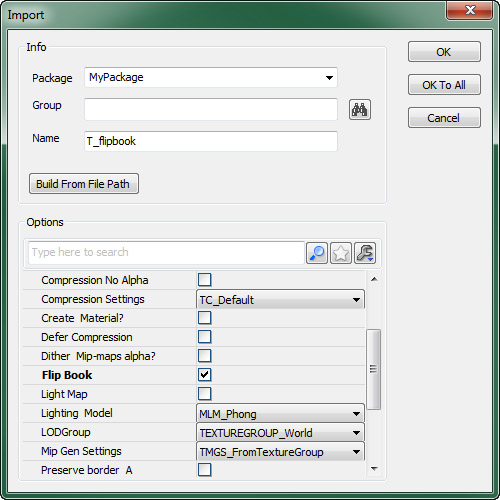 Import
Info
Package MyPackage
Group
Name T_flipbook
Build From File Path
OK
OK To All
Cancel
Options
Type here to search
Compression No Alpha
Compression Settings TC_Default
Create Material?
Defer Compression
Dither Mip-maps alpha?
Flip Book
Light Map
Lighting Model MLM_Phong
LODGroup TEXTUREGROUP_World
Mip Gen Settings TMGS_FromTextureGroup
Preserve border A